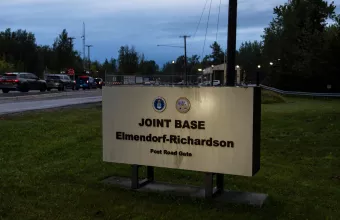 JOINT BASE
Elmendorf-Richardson
Post Road Gate